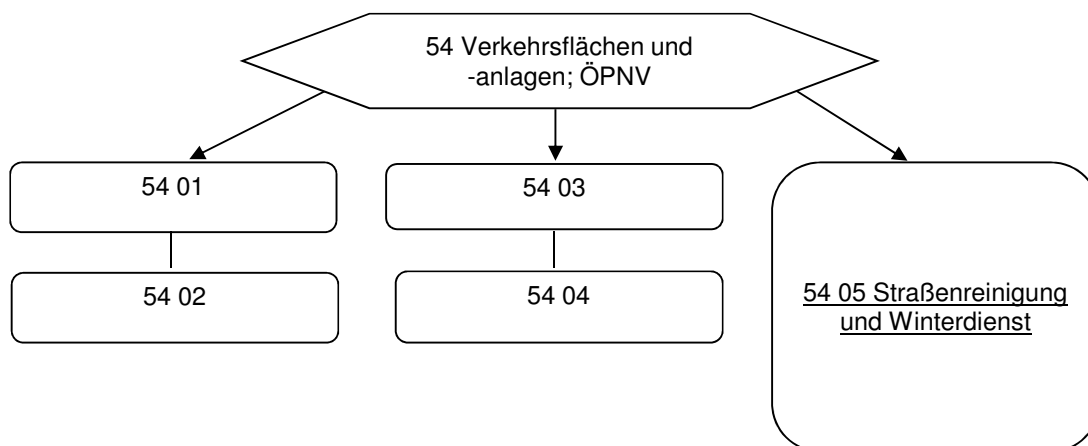 54 Verkehrsflächen und
-anlagen; ÖPNV
54 01
54 03
54 02
54 04
54 05 Straßenreinigung
und Winterdienst